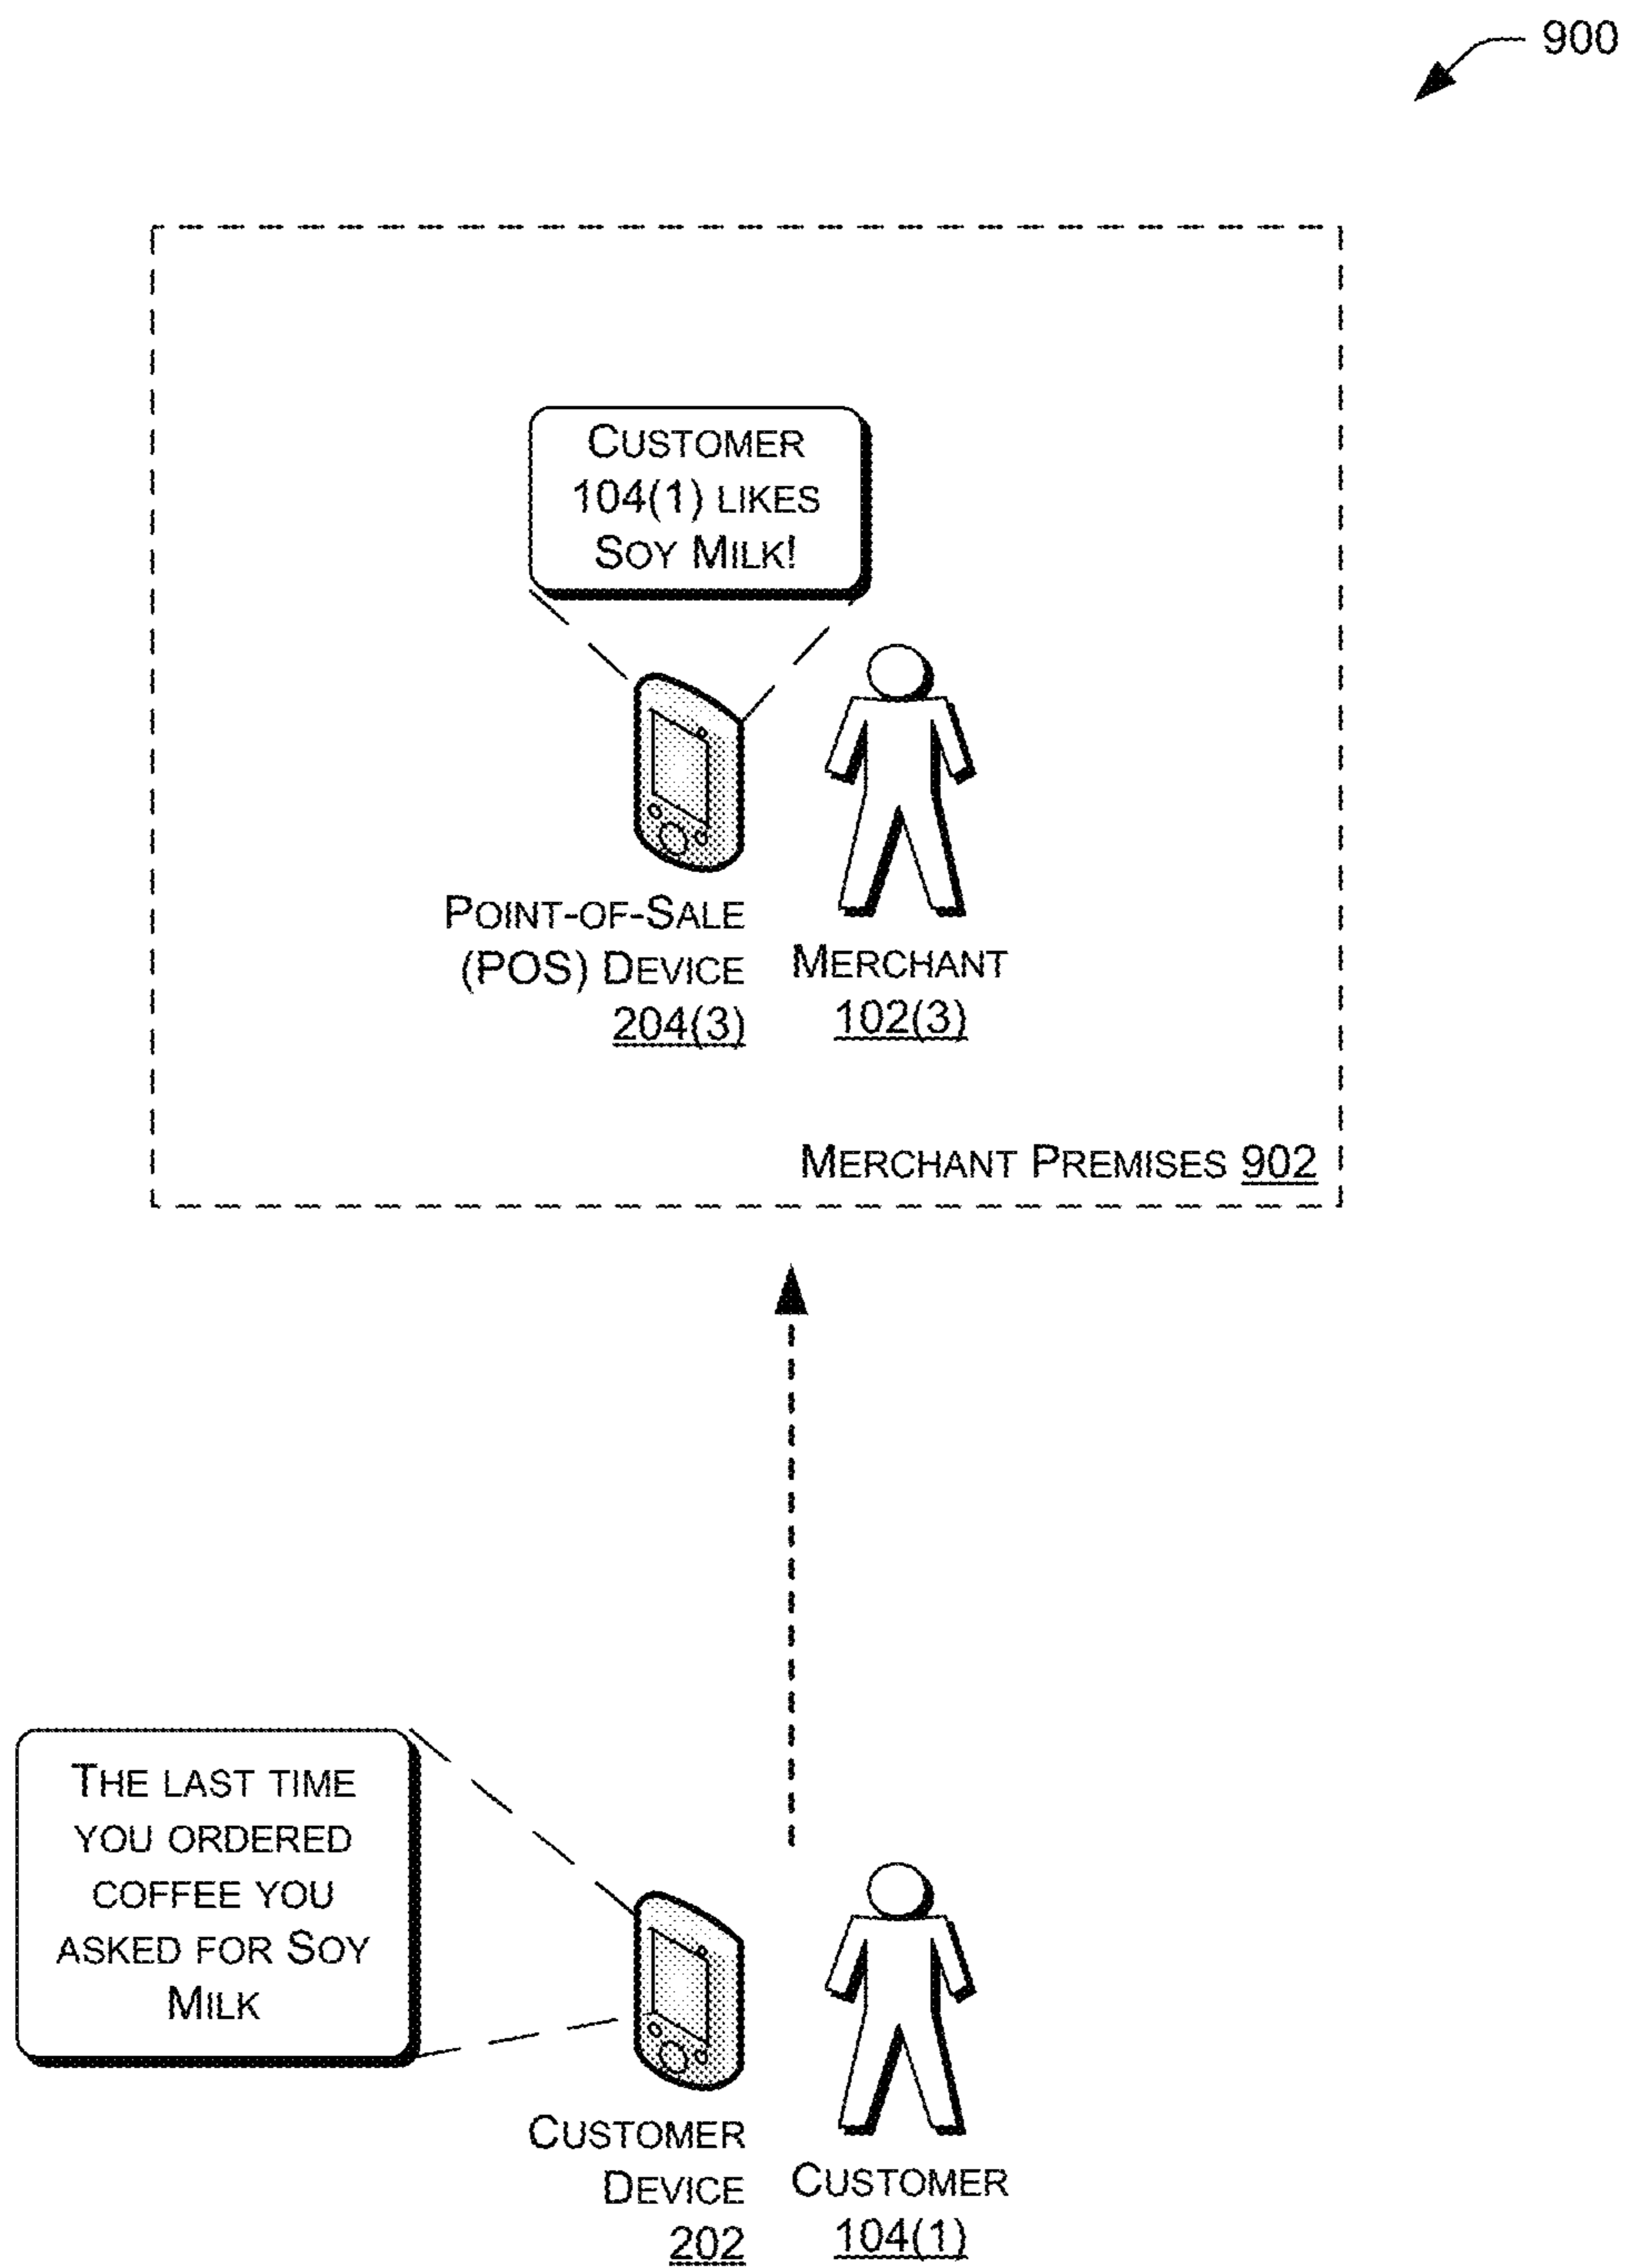 900
CUSTOMER
104(1) LIKES
SOY MILK!
POINT-OF-SALE
(POS) DEVICE
204(3)
MERCHANT
102(3)
MERCHANT PREMISES 902
THE LAST TIME
YOU ORDERED
COFFEE YOU
ASKED FOR SOY
MILK
CUSTOMER
DEVICE
202
CUSTOMER
104(1)